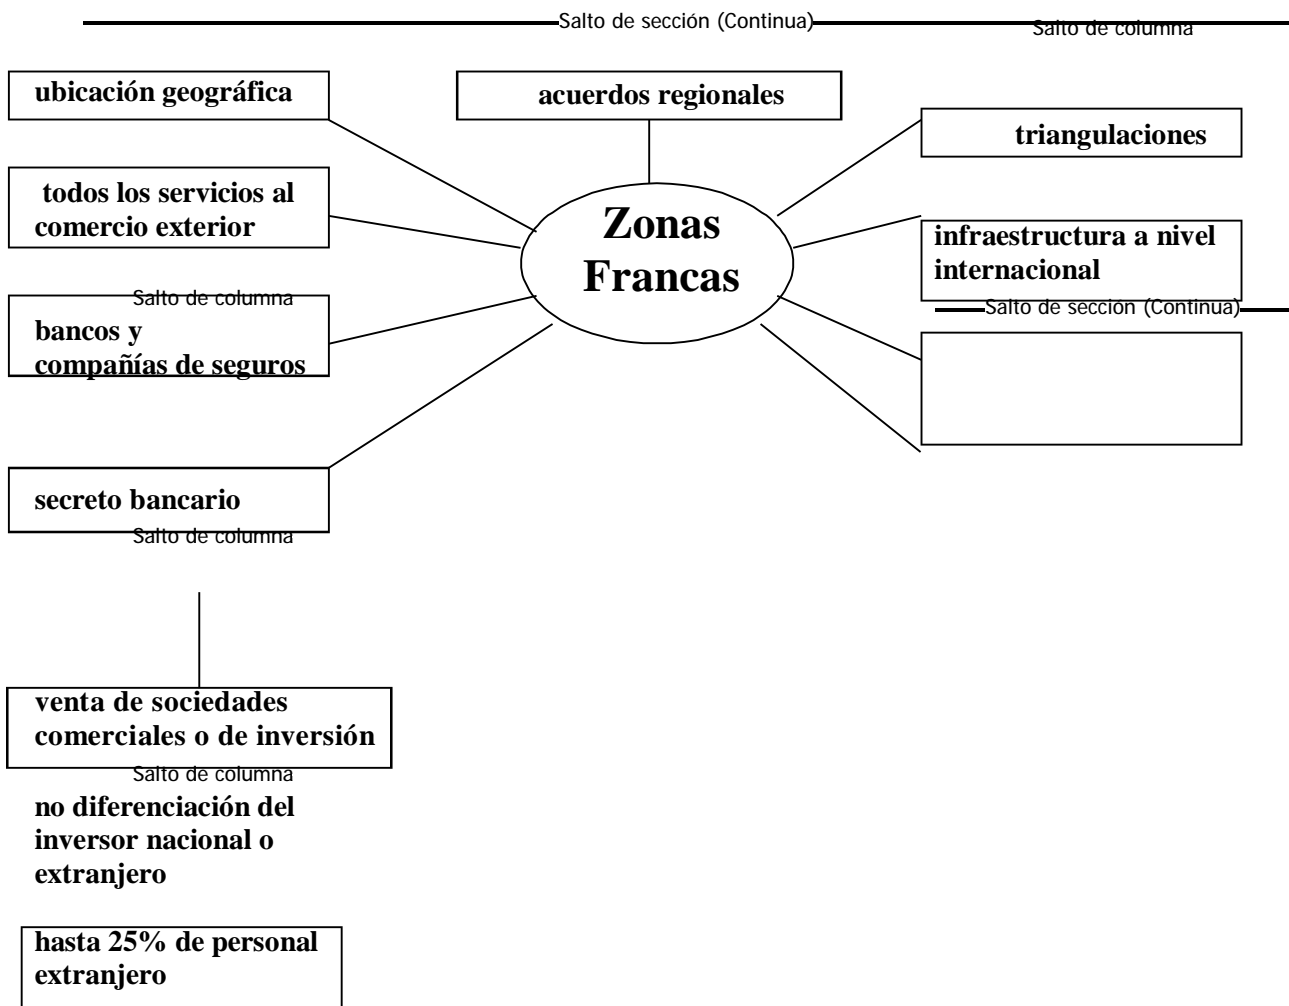 Salto de sección (Continua)
Salto de columna
ubicación geográfica
acuerdos regionales
triangulaciones
todos los servicios al
comercio exterior
Zonas
Francas
infraestructura a nivel
internacional
Salto de columna
Salto de sección (Continua)
bancos y
compañías de seguros
secreto bancario
Salto de columna
venta de sociedades
comerciales o de inversión
Salto de columna
no diferenciación del
inversor nacional o
extranjero
hasta 25% de personal
extranjero